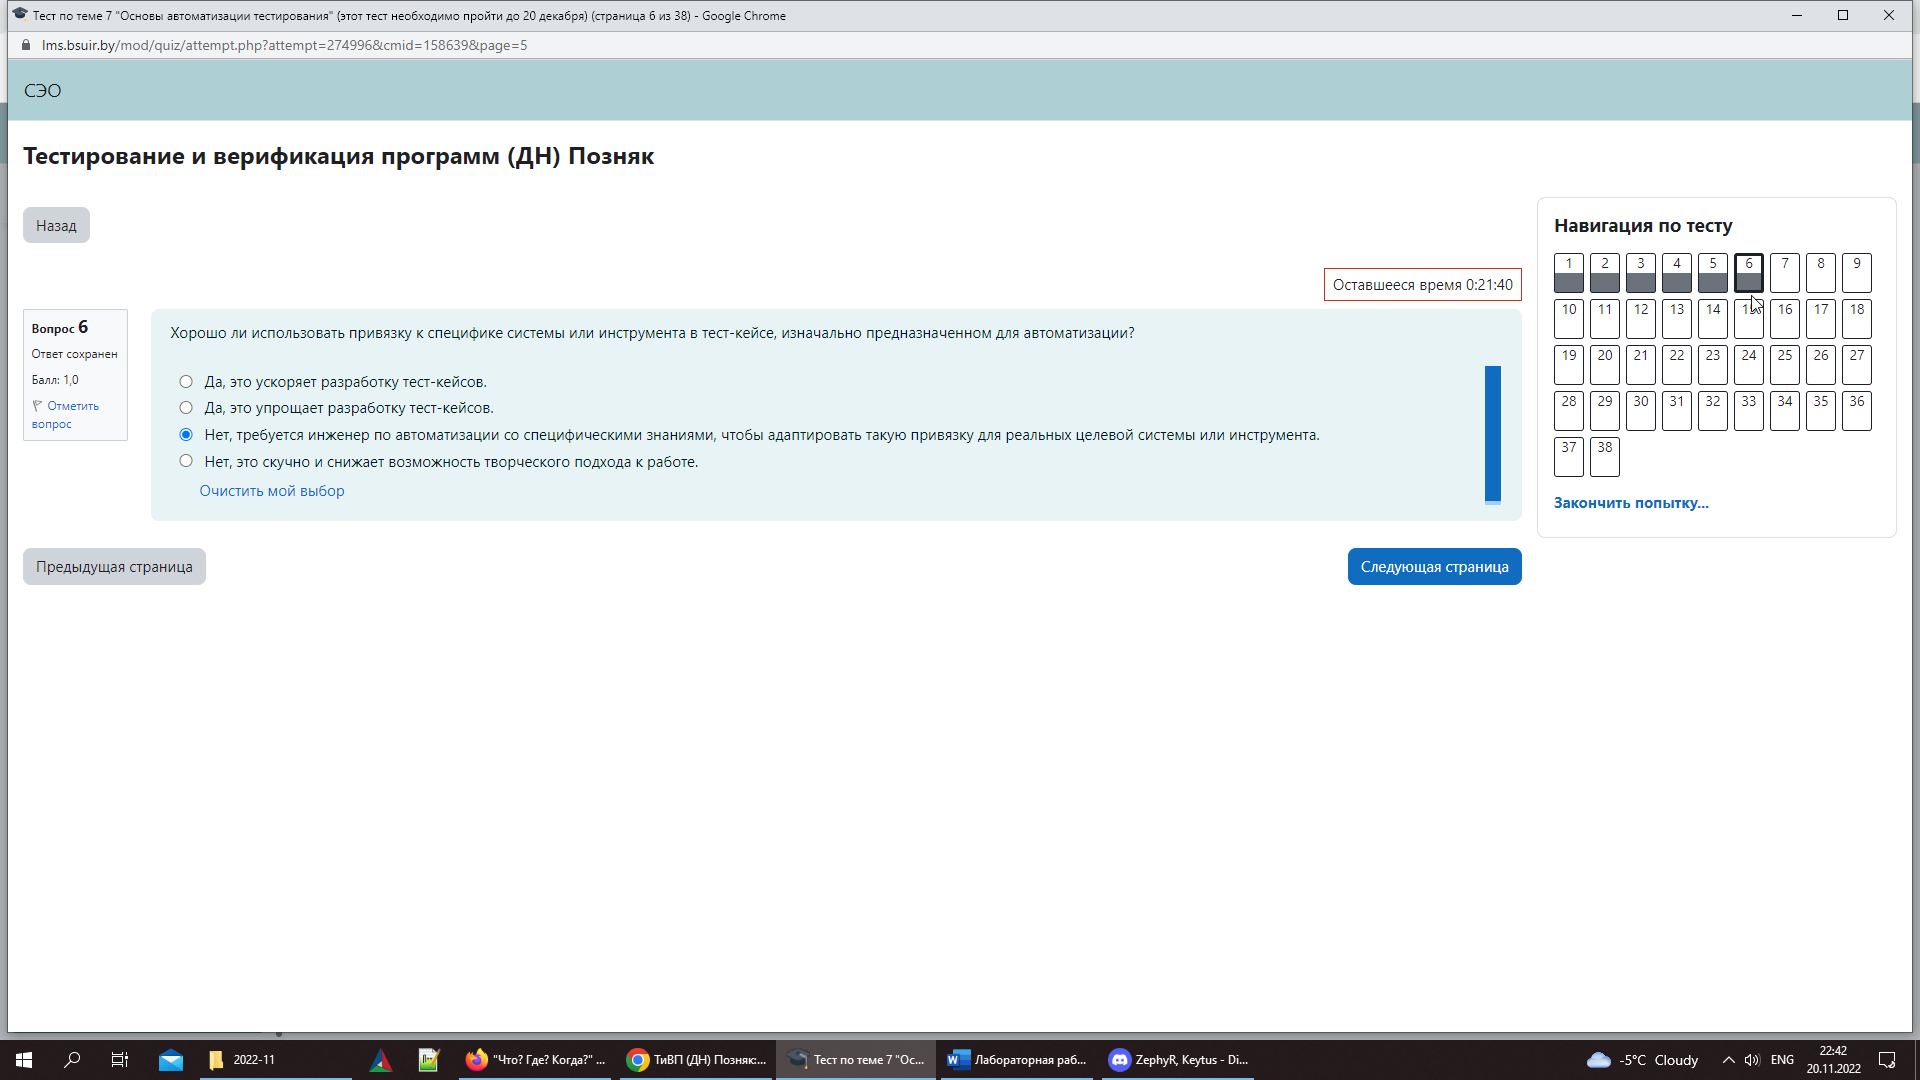 Тест по теме 7 "Основы автоматизации тестирования" (этот тест необходимо пройти до 20 декабря) (страница 6 из 38) - Google Chrome
lms.bsuir.by/mod/quiz/attempt.php?attempt=274996&cmid=158639&page=5
СЭО
Тестирование и верификация программ (ДН) Позняк
Назад
Оставшееся время 0:21:40
Вопрос 6
Ответ сохранен
Балл: 1,0
Отметить
вопрос
Хорошо ли использовать привязку к специфике системы или инструмента в тест-кейсе, изначально предназначенном для автоматизации?
Да, это ускоряет разработку тест-кейсов.
Да, это упрощает разработку тест-кейсов.
Нет, требуется инженер по автоматизации со специфическими знаниями, чтобы адаптировать такую привязку для реальных целевой системы или инструмента.
Нет, это скучно и снижает возможность творческого подхода к работе.
Очистить мой выбор
Предыдущая страница
Следующая страница
Навигация по тесту
1 2 3 4 5 6 7 8 9
10 11 12 13 14 15 16 17 18
19 20 21 22 23 24 25 26 27
28 29 30 31 32 33 34 35 36
37 38
Закончить попытку...
2022-11
"Что? Где? Когда?" ...
ТиВП (ДН) Позняк:...
Тест по теме 7 "Ос...
Лабораторная раб...
ZephyR, Keytus - Di...
-5°C Cloudy
ENG
22:42
20.11.2022